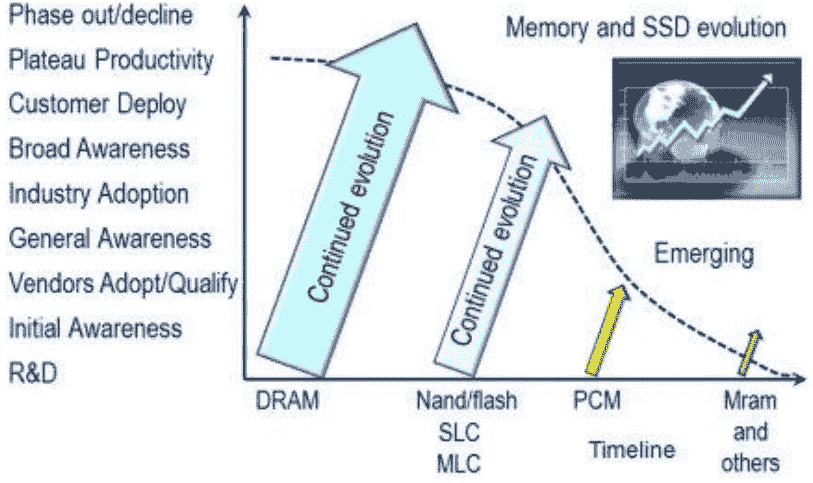 Memory and SSD evolution
Phase out/decline
Plateau Productivity
Customer Deploy
Broad Awareness
Industry Adoption
General Awareness
Vendors Adopt/Qualify
Initial Awareness
R&D
Continued evolution
Continued evolution
Emerging
DRAM
Nand/flash
SLC
MLC
PCM
Mram
and
others
Timeline